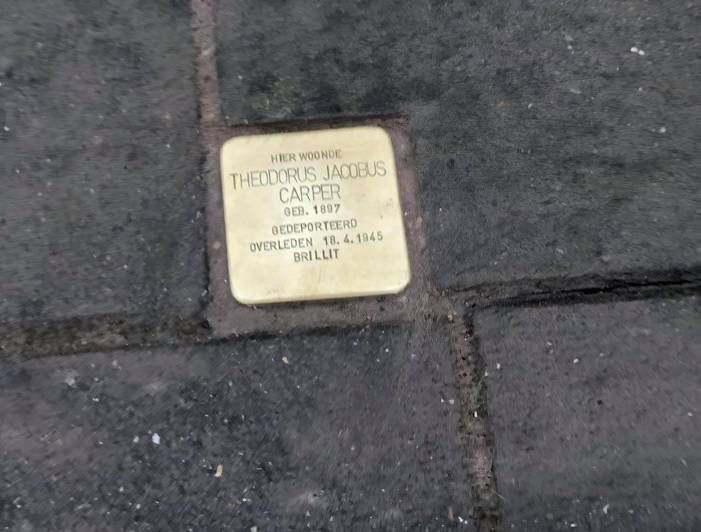 HIER WOONDE
THEODORUS JACOBUS
CARPER
GEB. 1897
GEDEPORTEERD
OVERLEDEN 18.4.1945
BRILLIT